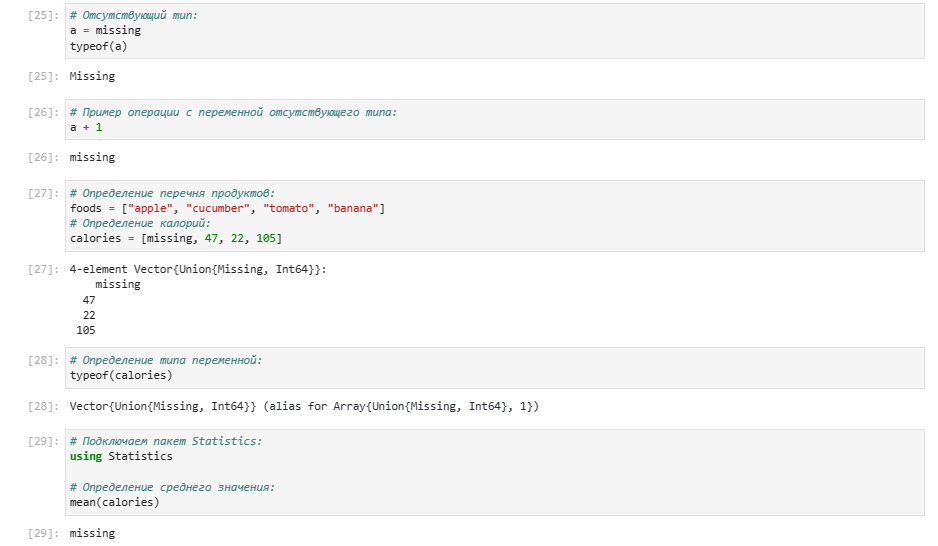 [25]: # Отсутствующий тип:
a = missing
typeof(a)
[25]: Missing
[26]: # Пример операции с переменной отсутствующего типа:
a + 1
[26]: missing
[27]: # Определение перечня продуктов:
foods = ["apple", "cucumber", "tomato", "banana"]
# Определение калорий:
calories = [missing, 47, 22, 105]
[27]: 4-element Vector{Union{Missing, Int64}}:
missing
47
22
105
[28]: # Определение типа переменной:
typeof(calories)
[28]: Vector{Union{Missing, Int64}} (alias for Array{Union{Missing, Int64}, 1})
[29]: # Подключаем пакет Statistics:
using Statistics
# Определение среднего значения:
mean(calories)
[29]: missing